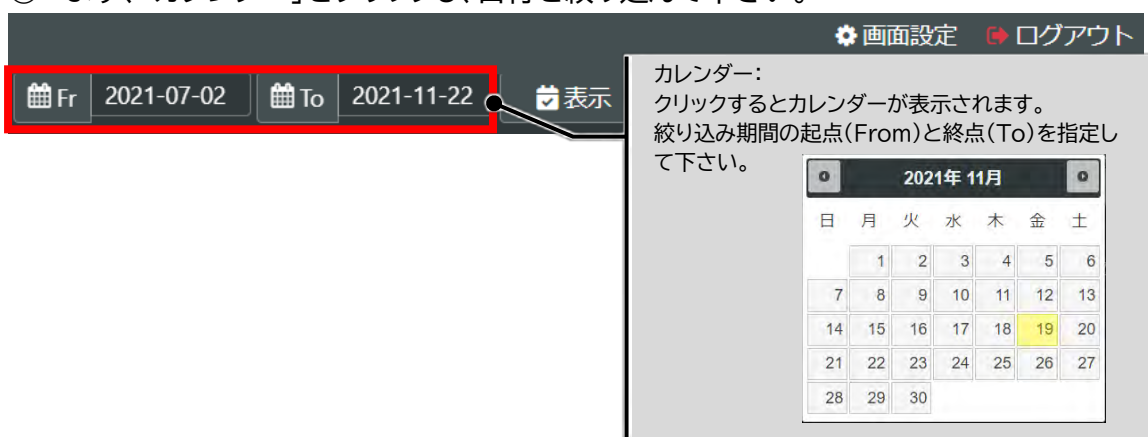 まず、「カレンダー」をクリックし、日付を絞り込んで下さい。
画面設定 ログアウト
Fr 2021-07-02 To 2021-11-22 表示
カレンダー：
クリックするとカレンダーが表示されます。
絞り込み期間の起点(From)と終点(To)を指定し
て下さい。
2021年 11月
日 月 火 水 木 金 土
1 2 3 4 5 6
7 8 9 10 11 12 13
14 15 16 17 18 19 20
21 22 23 24 25 26 27
28 29 30